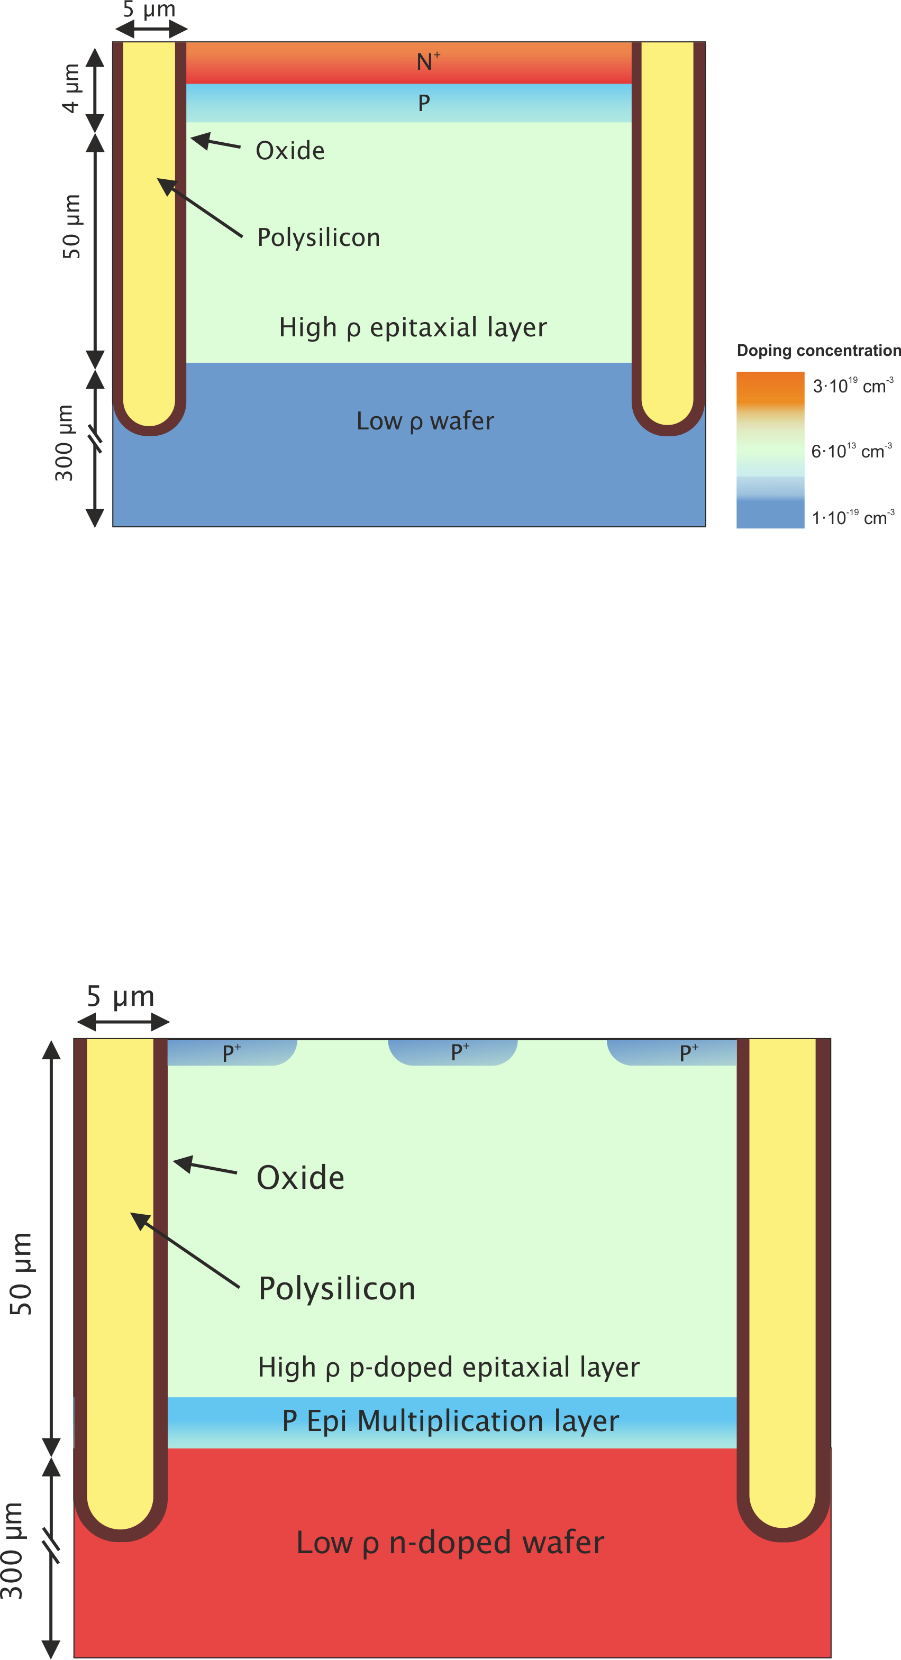 5 µm
N⁺
4 µm
P
Oxide
50 µm
Polysilicon
High ρ epitaxial layer
Doping concentration
3·10¹⁹ cm⁻³
Low ρ wafer
300 µm
6·10¹³ cm⁻³
1·10⁻¹⁹ cm⁻³
5 µm
P⁺
P⁺
P⁺
Oxide
50 µm
Polysilicon
High ρ p-doped epitaxial layer
P Epi Multiplication layer
Low ρ n-doped wafer
300 µm